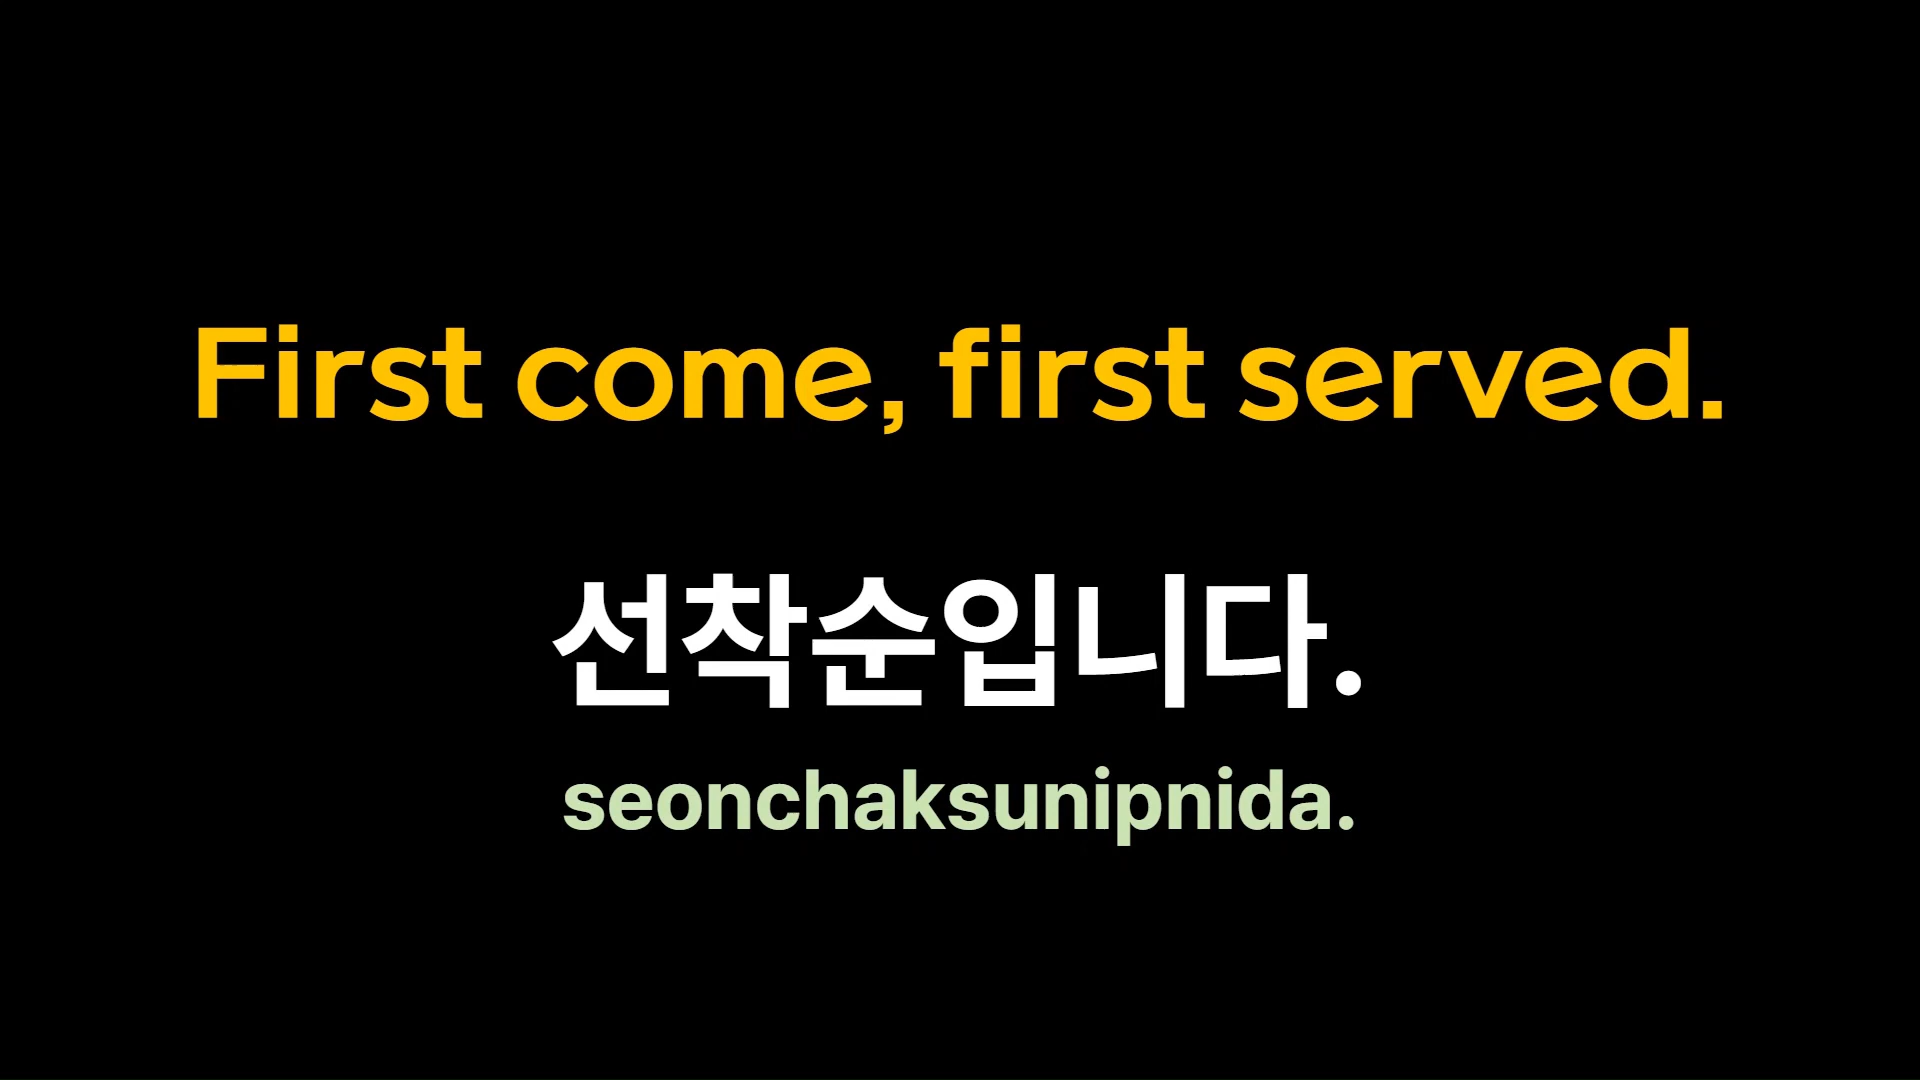 First come, first served.
선착순입니다.
seonchaksunipnida.